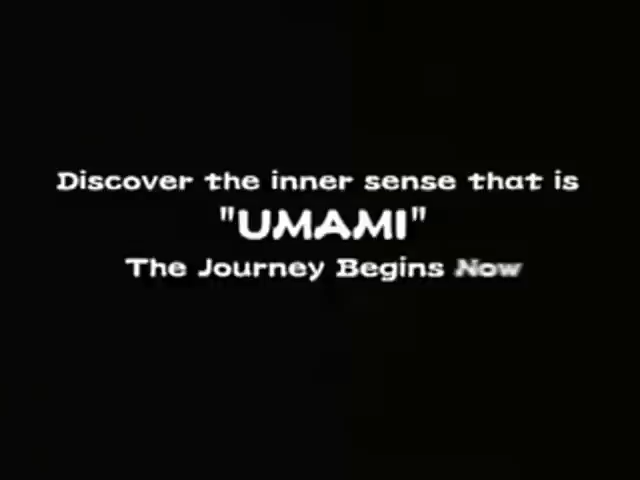 Discover the inner sense that is
"UMAMI"
The Journey Begins Now